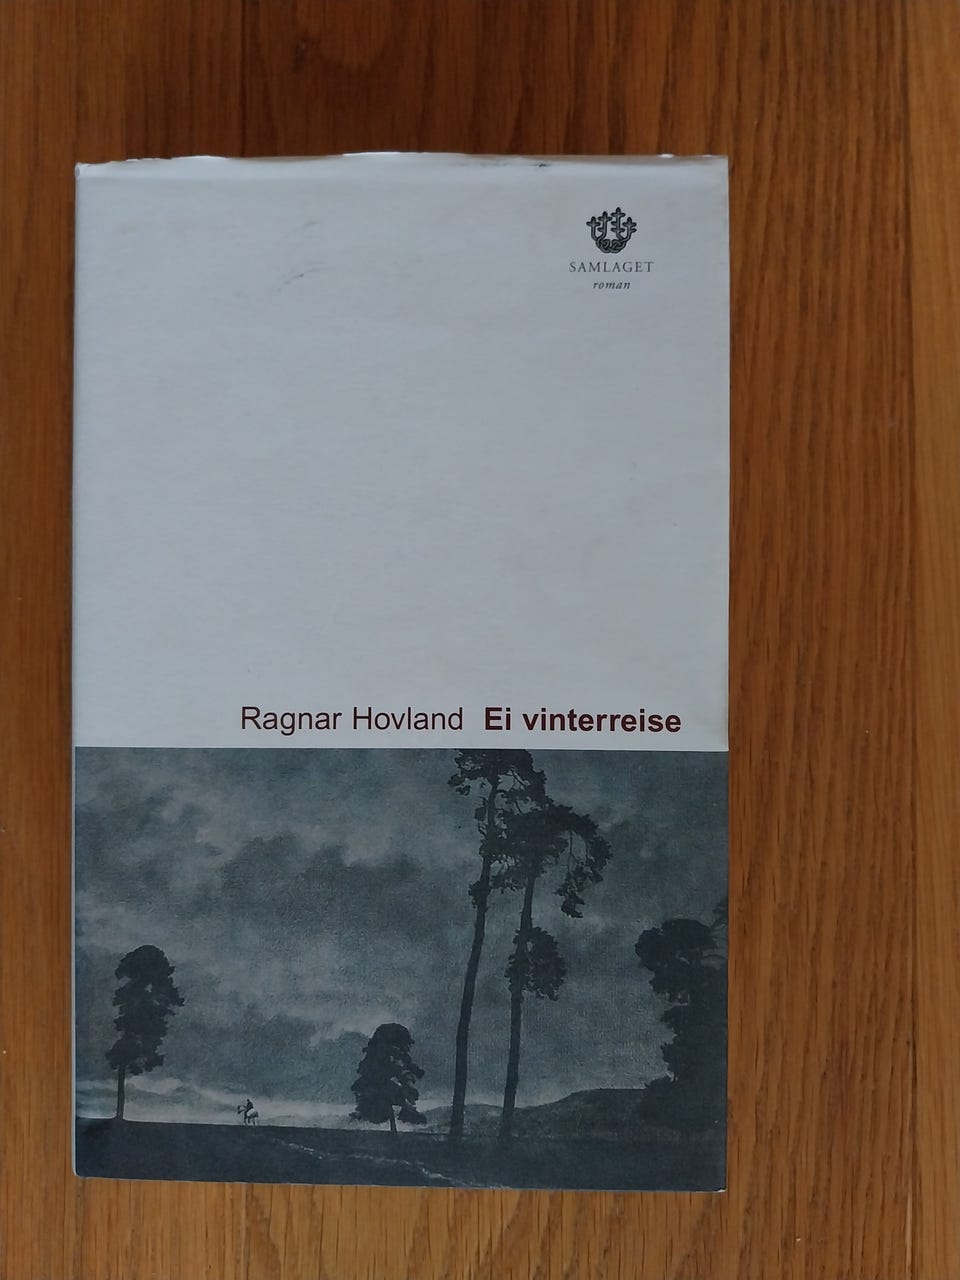 SAMLAGET
roman
Ragnar Hovland Ei vinterreise